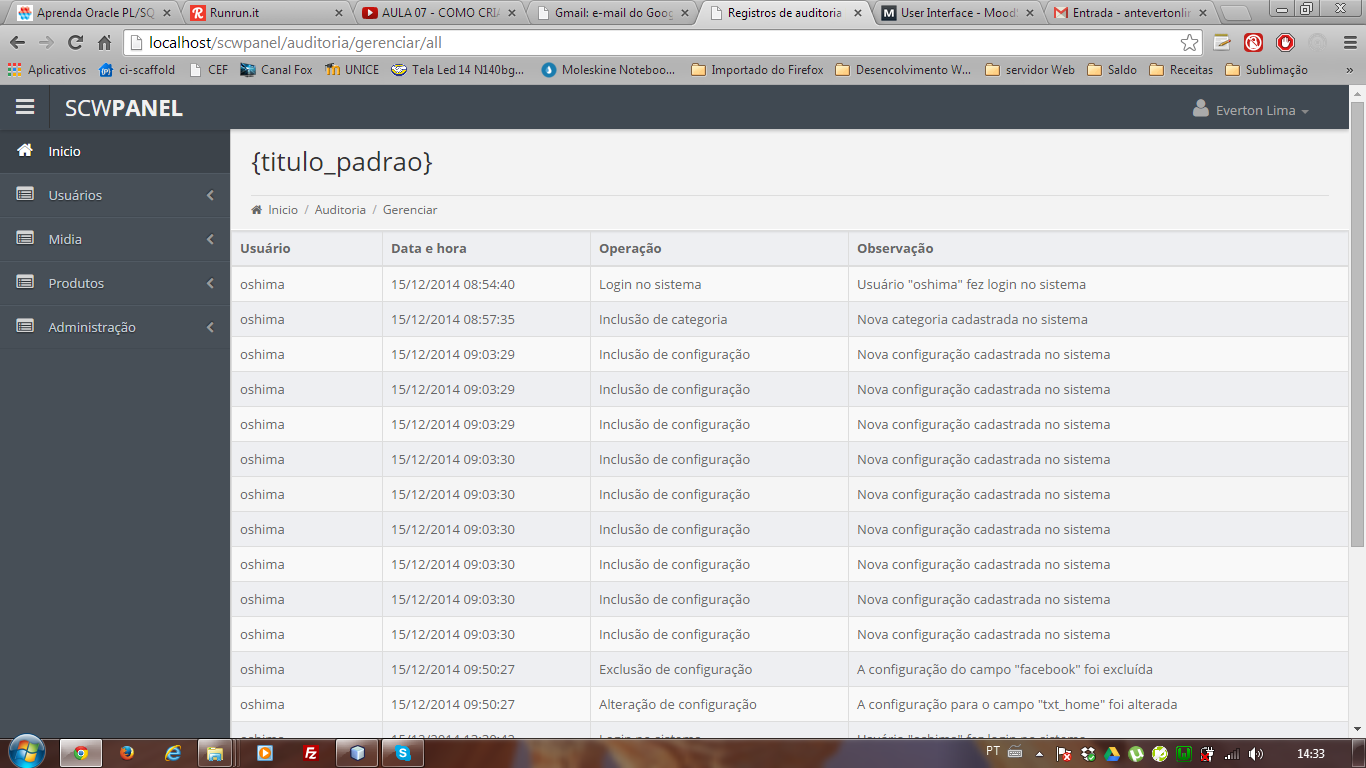 Aprenda Oracle PL/SQ
Runrun.it
AULA 07 - COMO CRIA
Gmail: e-mail do Goog
Registros de auditoria
User Interface - Mood
Entrada - antevertonlin
localhost/scwpanel/auditoria/gerenciar/all
Aplicativos ci-scaffold CEF Canal Fox UNICE Tela Led 14 N140bg... Moleskine Noteboo... Importado do Firefox Desenvolvimento W... servidor Web Saldo Receitas Sublimação »
SCWPANEL Everton Lima
Inicio
Usuários
Midia
Produtos
Administração
{titulo_padrao}
Inicio / Auditoria / Gerenciar
Usuário Data e hora Operação Observação
oshima 15/12/2014 08:54:40 Login no sistema Usuário "oshima" fez login no sistema
oshima 15/12/2014 08:57:35 Inclusão de categoria Nova categoria cadastrada no sistema
oshima 15/12/2014 09:03:29 Inclusão de configuração Nova configuração cadastrada no sistema
oshima 15/12/2014 09:03:29 Inclusão de configuração Nova configuração cadastrada no sistema
oshima 15/12/2014 09:03:29 Inclusão de configuração Nova configuração cadastrada no sistema
oshima 15/12/2014 09:03:30 Inclusão de configuração Nova configuração cadastrada no sistema
oshima 15/12/2014 09:03:30 Inclusão de configuração Nova configuração cadastrada no sistema
oshima 15/12/2014 09:03:30 Inclusão de configuração Nova configuração cadastrada no sistema
oshima 15/12/2014 09:03:30 Inclusão de configuração Nova configuração cadastrada no sistema
oshima 15/12/2014 09:03:30 Inclusão de configuração Nova configuração cadastrada no sistema
oshima 15/12/2014 09:03:30 Inclusão de configuração Nova configuração cadastrada no sistema
oshima 15/12/2014 09:50:27 Exclusão de configuração A configuração do campo "facebook" foi excluída
oshima 15/12/2014 09:50:27 Alteração de configuração A configuração para o campo "txt_home" foi alterada
PT 14:33